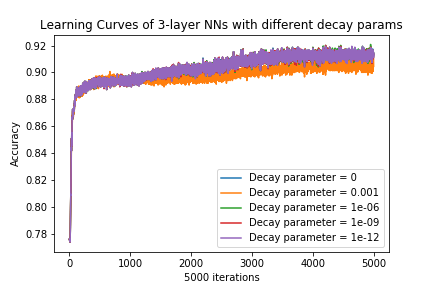 Learning Curves of 3-layer NNs with different decay params
0.92
0.90
0.88
0.86
0.84
0.82
0.80
0.78
Accuracy
Decay parameter = 0
Decay parameter = 0.001
Decay parameter = 1e-06
Decay parameter = 1e-09
Decay parameter = 1e-12
0 1000 2000 3000 4000 5000
5000 iterations